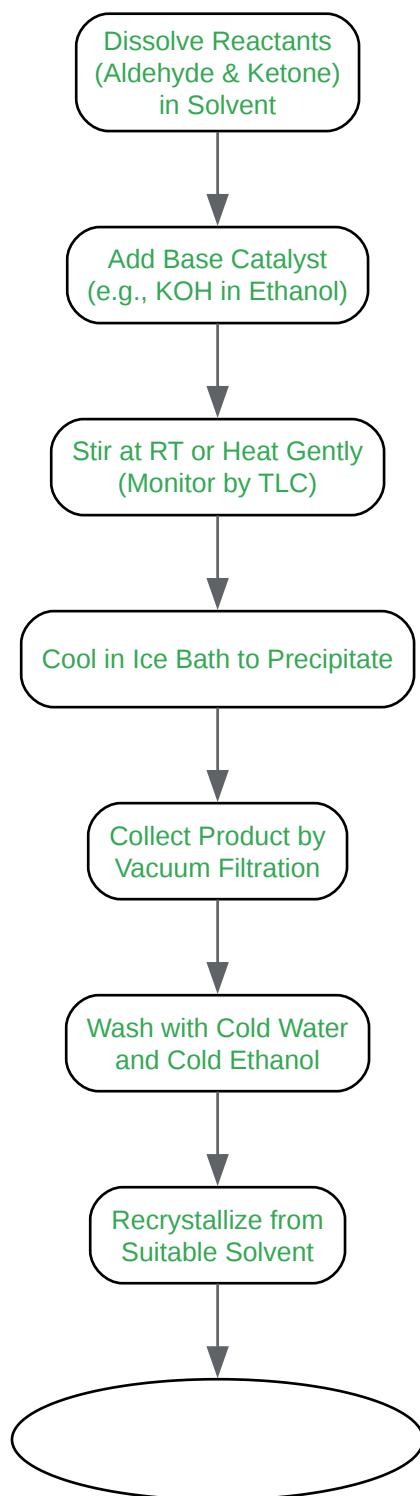 Dissolve Reactants
(Aldehyde & Ketone)
in Solvent
Add Base Catalyst
(e.g., KOH in Ethanol)
Stir at RT or Heat Gently
(Monitor by TLC)
Cool in Ice Bath to Precipitate
Collect Product by
Vacuum Filtration
Wash with Cold Water
and Cold Ethanol
Recrystallize from
Suitable Solvent